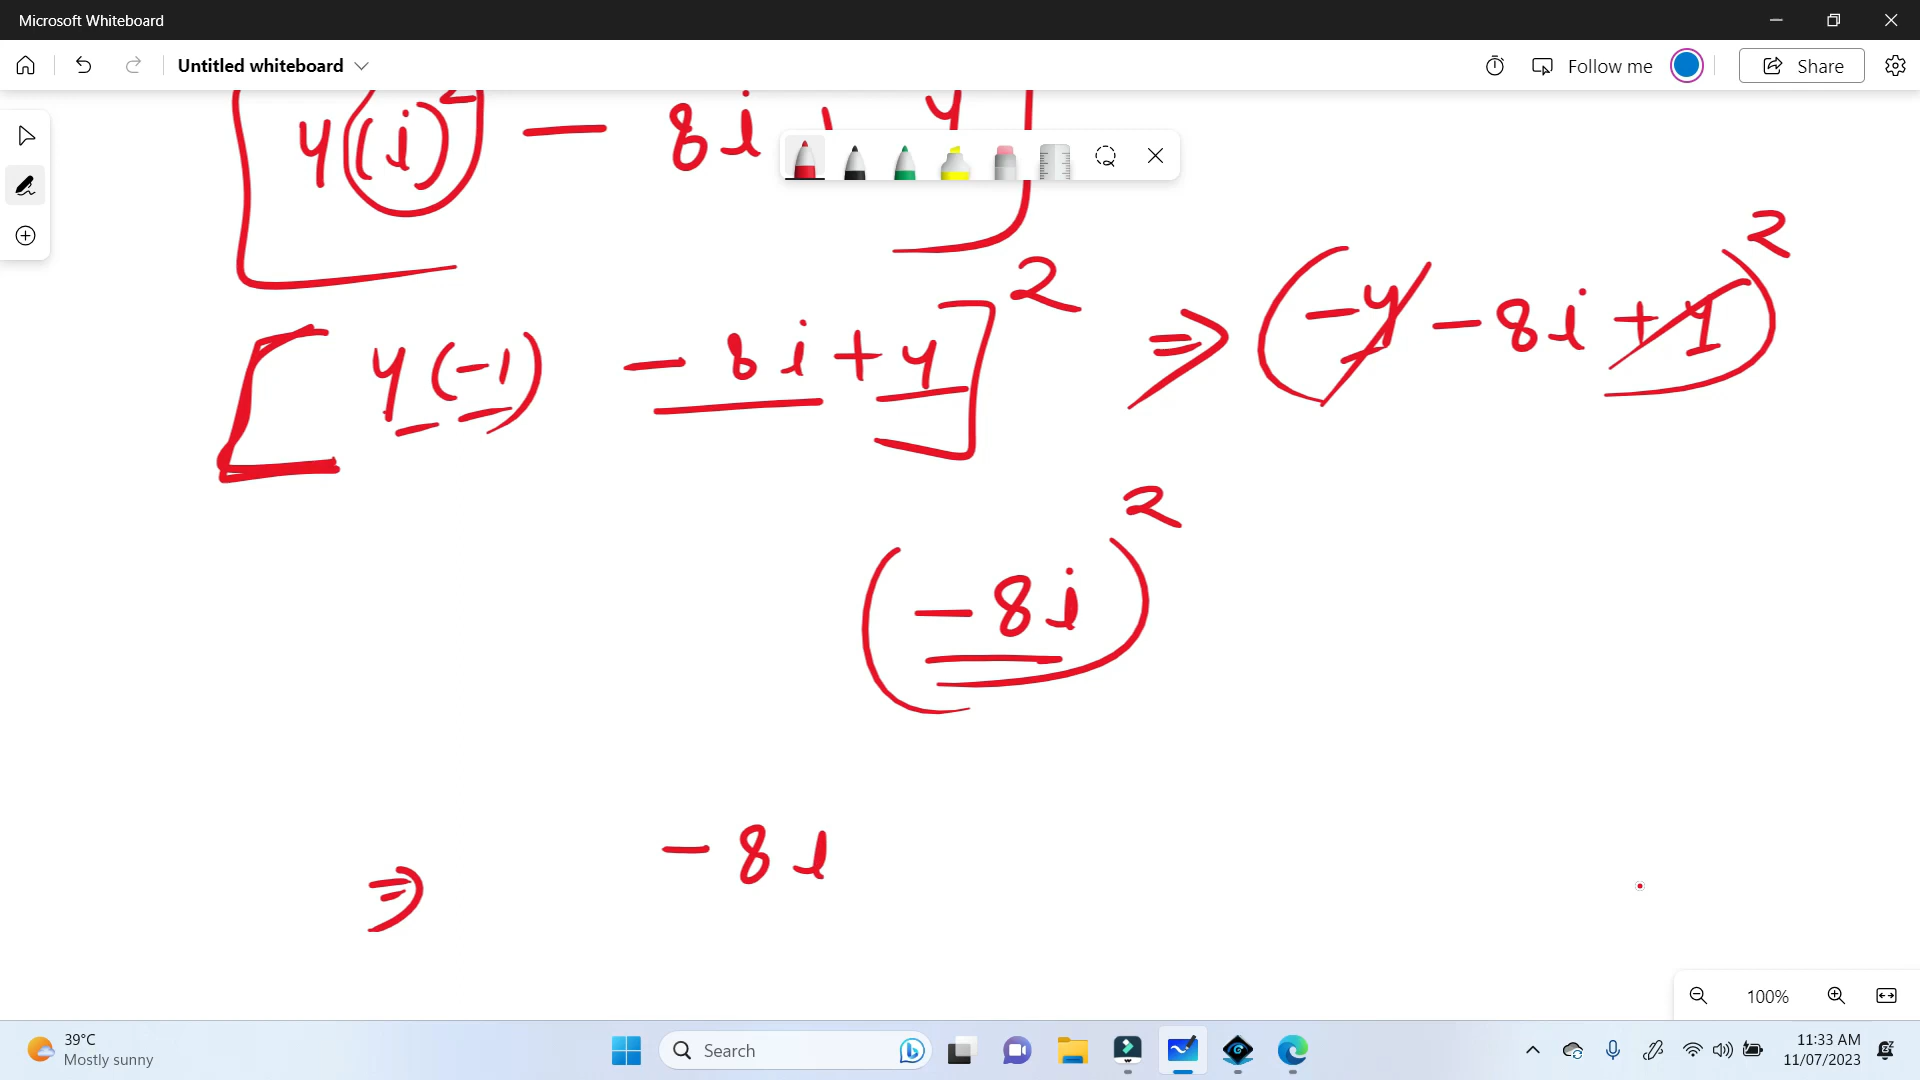 Microsoft Whiteboard
Untitled whiteboard
Follow me
Share
4(i)² - 8i + 4]
[4(-1) - 8i + 4]² ⇒ (-4 - 8i + 4)²
(-8i)²
⇒ -8i
100%
39°C
Mostly sunny
Search
11:33 AM
11/07/2023